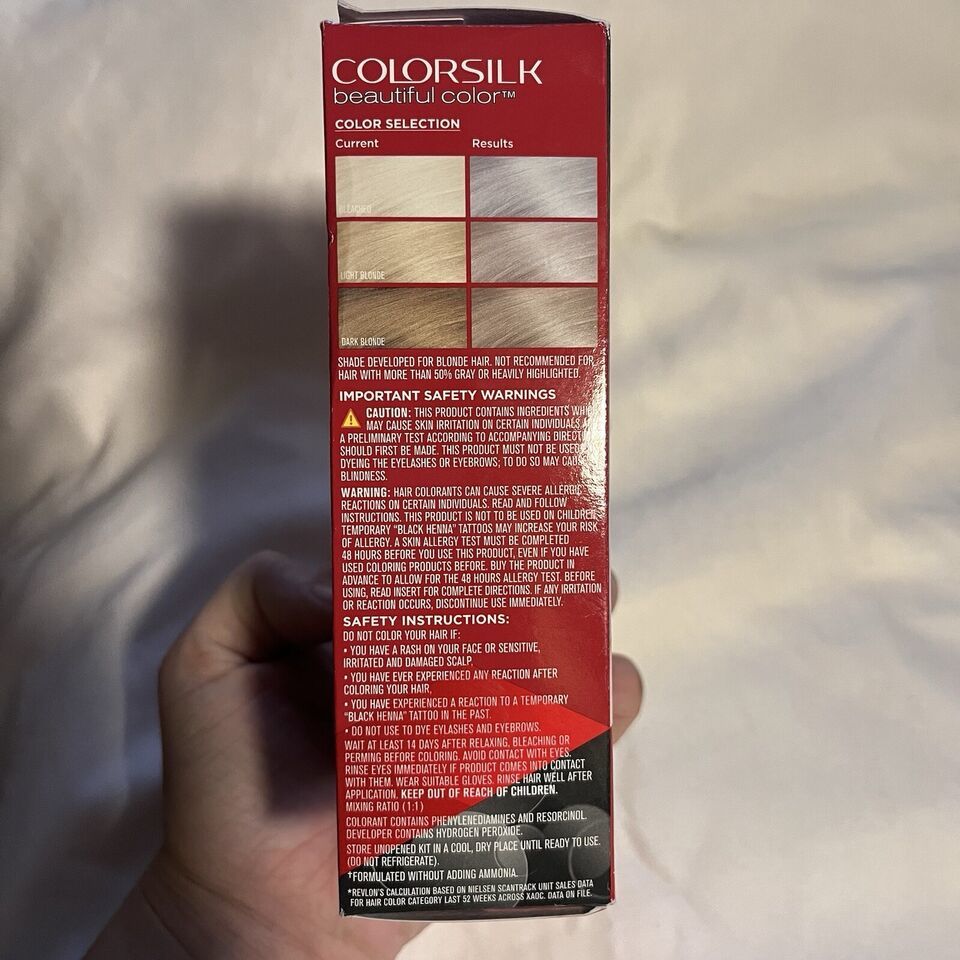 COLORSILK
beautiful color™
COLOR SELECTION
Current Results
BLEACHED
LIGHT BLONDE
DARK BLONDE
SHADE DEVELOPED FOR BLONDE HAIR. NOT RECOMMENDED FOR
HAIR WITH MORE THAN 50% GRAY OR HEAVILY HIGHLIGHTED.
IMPORTANT SAFETY WARNINGS
CAUTION: THIS PRODUCT CONTAINS INGREDIENTS
MAY CAUSE SKIN IRRITATION ON CERTAIN INDIVIDUALS
A PRELIMINARY TEST ACCORDING TO ACCOMPANYING
SHOULD FIRST BE MADE. THIS PRODUCT MUST NOT BE USED
DYEING THE EYELASHES OR EYEBROWS; TO DO SO MAY CAUSE
BLINDNESS.
WARNING: HAIR COLORANTS CAN CAUSE SEVERE ALLERGIC
REACTIONS ON CERTAIN INDIVIDUALS. READ AND FOLLOW
INSTRUCTIONS. THIS PRODUCT IS NOT TO BE USED ON CHILDREN.
TEMPORARY "BLACK HENNA" TATTOOS MAY INCREASE YOUR RISK
OF ALLERGY. A SKIN ALLERGY TEST MUST BE COMPLETED
48 HOURS BEFORE YOU USE THIS PRODUCT, EVEN IF YOU HAVE
USED COLORING PRODUCTS BEFORE. BUY THE PRODUCT IN
ADVANCE TO ALLOW FOR THE 48 HOURS ALLERGY TEST. BEFORE
USING, READ INSERT FOR COMPLETE DIRECTIONS. IF ANY IRRITATION
OR REACTION OCCURS, DISCONTINUE USE IMMEDIATELY.
SAFETY INSTRUCTIONS:
DO NOT COLOR YOUR HAIR IF:
• YOU HAVE A RASH ON YOUR FACE OR SENSITIVE,
IRRITATED AND DAMAGED SCALP,
• YOU HAVE EVER EXPERIENCED ANY REACTION AFTER
COLORING YOUR HAIR,
• YOU HAVE EXPERIENCED A REACTION TO A TEMPORARY
"BLACK HENNA" TATTOO IN THE PAST.
• DO NOT USE TO DYE EYLASHES AND EYEBROWS.
WAIT AT LEAST 14 DAYS AFTER RELAXING, BLEACHING OR
PERMING BEFORE COLORING. AVOID CONTACT WITH EYES.
RINSE EYES IMMEDIATELY IF PRODUCT COMES INTO CONTACT
WITH THEM. WEAR SUITABLE GLOVES. RINSE HAIR WELL AFTER
APPLICATION. KEEP OUT OF REACH OF CHILDREN.
MIXING RATIO (1:1)
COLORANT CONTAINS PHENYLENEDIAMINES AND RESORCINOL.
DEVELOPER CONTAINS HYDROGEN PEROXIDE.
STORE UNOPENED KIT IN A COOL, DRY PLACE UNTIL READY TO USE.
(DO NOT REFRIGERATE).
†FORMULATED WITHOUT ADDING AMMONIA.
*REVLON'S CALCULATION BASED ON NIELSEN SCANTRACK UNIT SALES DATA
FOR HAIR COLOR CATEGORY LAST 52 WEEKS ACROSS XAOC. DATA ON FILE.